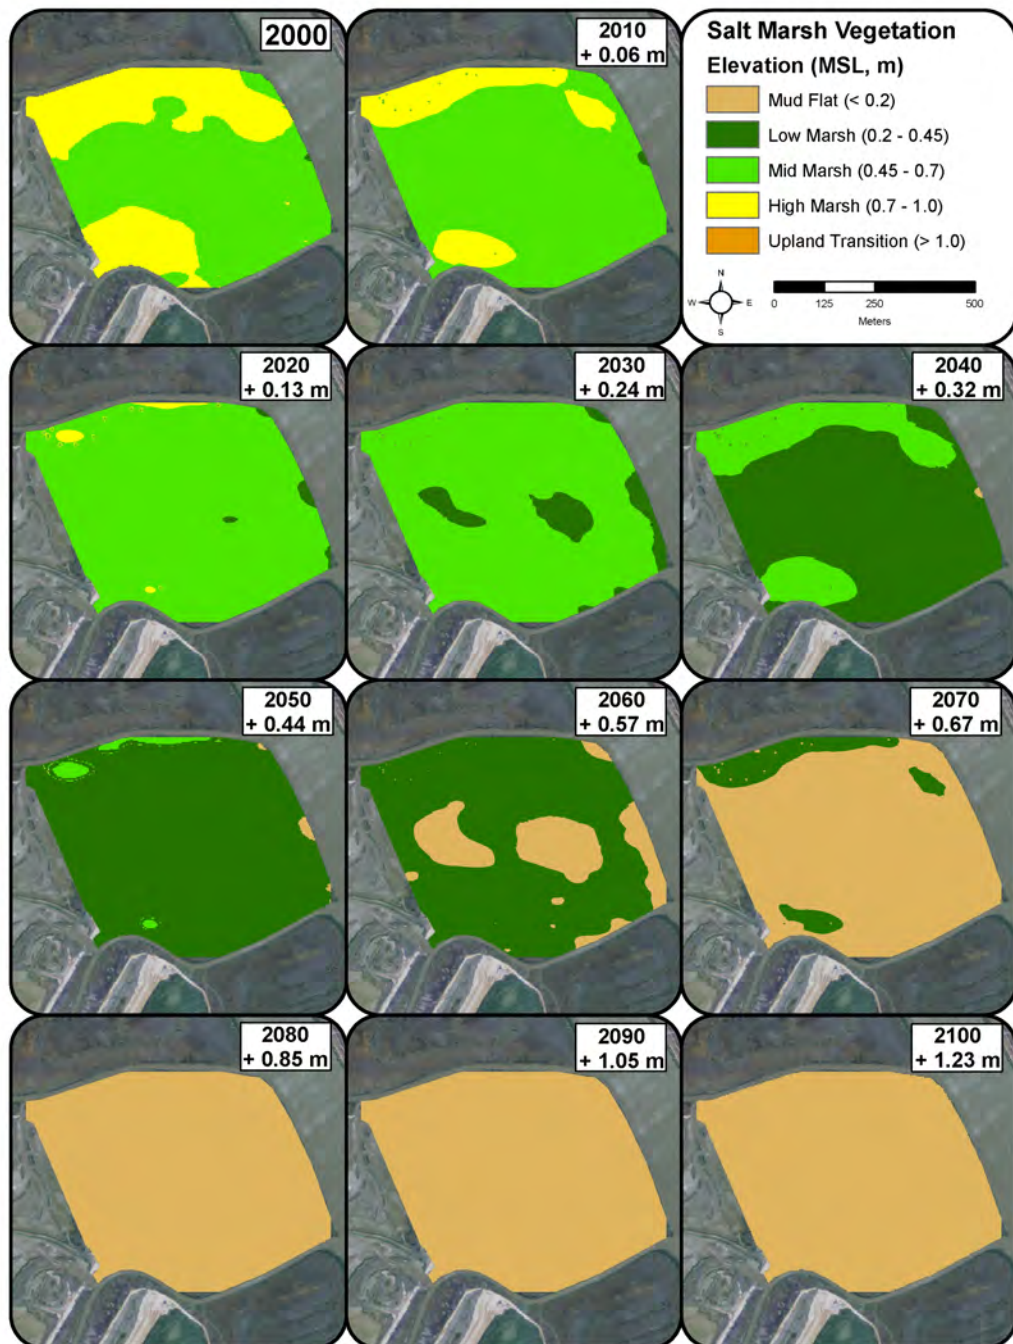 2000
2010
+ 0.06 m
Salt Marsh Vegetation
Elevation (MSL, m)
Mud Flat (< 0.2)
Low Marsh (0.2 - 0.45)
Mid Marsh (0.45 - 0.7)
High Marsh (0.7 - 1.0)
Upland Transition (> 1.0)
N
W E
S
0 125 250 500
Meters
2020
+ 0.13 m
2030
+ 0.24 m
2040
+ 0.32 m
2050
+ 0.44 m
2060
+ 0.57 m
2070
+ 0.67 m
2080
+ 0.85 m
2090
+ 1.05 m
2100
+ 1.23 m